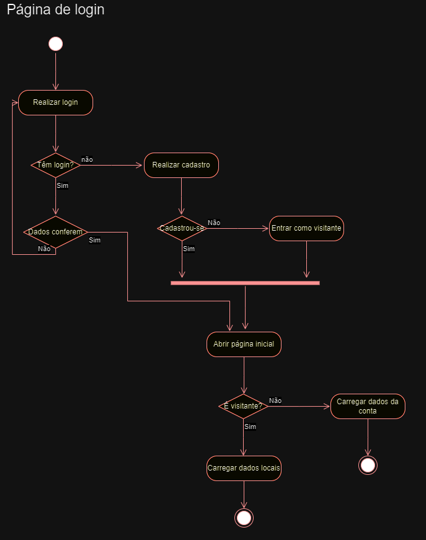 Página de login
Realizar login
Têm login?
não
Realizar cadastro
Sim
Dados conferem
Não
Sim
Cadastrou-se
Não
Entrar como visitante
Sim
Abrir página inicial
É visitante?
Não
Carregar dados da
conta
Sim
Carregar dados locais